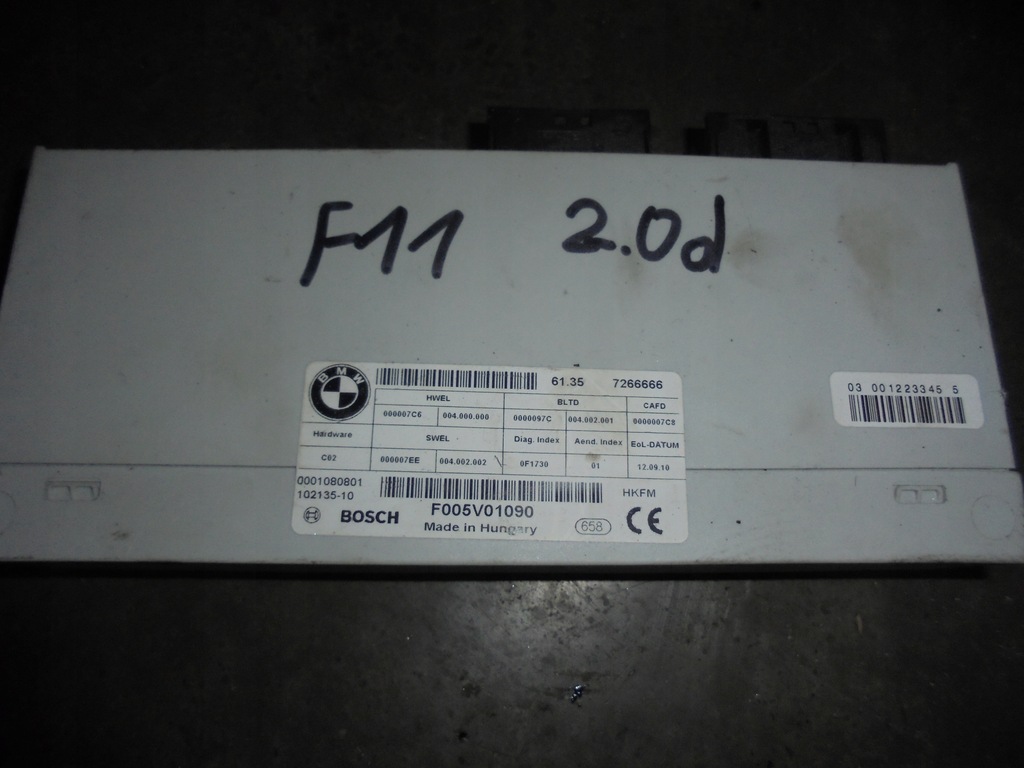 F11 2.0d
BMW
61.35 7266666
HWEL BLTD CAFD
000007C6 004.000.000 0000097C 004.002.001 0000007C8
Hardware SWEL Diag. Index Aend. Index EoL-DATUM
C02 000007EE 004.002.002 0F1730 01 12.09.10
0001080801
102135-10
HKFM
BOSCH F005V01090
Made in Hungary
658 CE
03 001223345 5